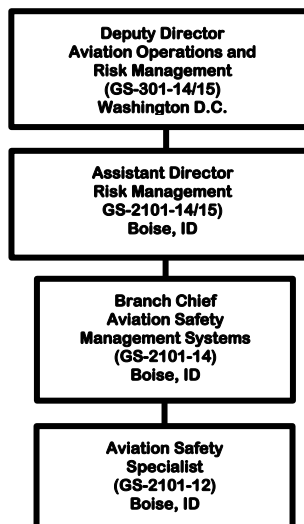 Deputy Director
Aviation Operations and
Risk Management
(GS-301-14/15)
Washington D.C.
Assistant Director
Risk Management
GS-2101-14/15)
Boise, ID
Branch Chief
Aviation Safety
Management Systems
(GS-2101-14)
Boise, ID
Aviation Safety
Specialist
(GS-2101-12)
Boise, ID